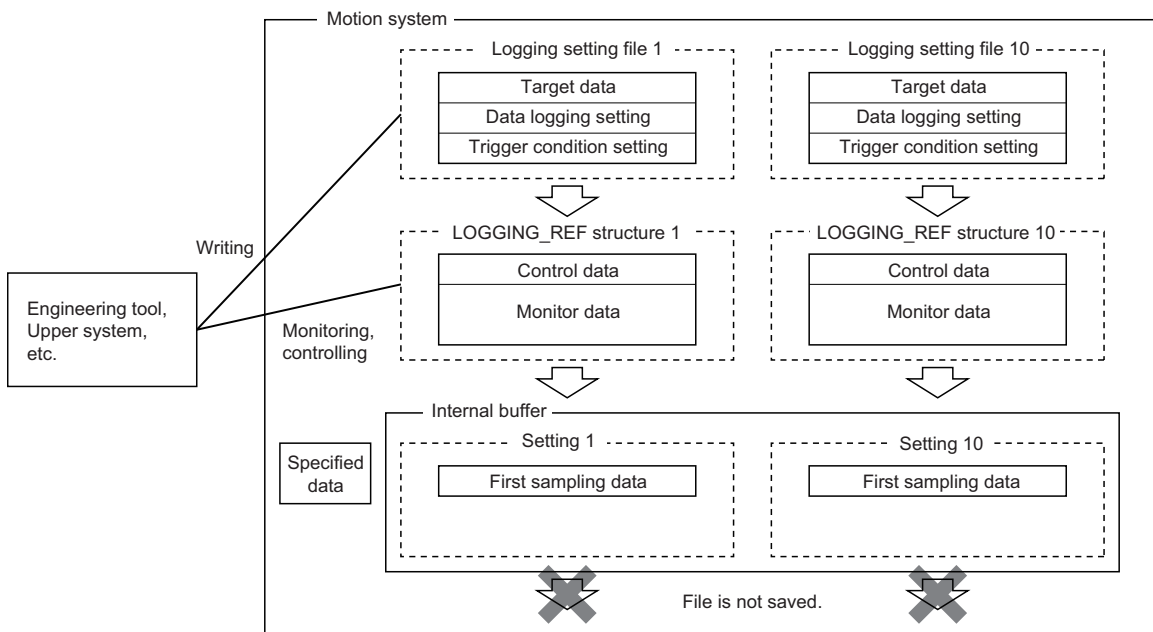 Motion system
Logging setting file 1
Logging setting file 10
Target data
Target data
Data logging setting
Data logging setting
Trigger condition setting
Trigger condition setting
Writing
LOGGING_REF structure 1
LOGGING_REF structure 10
Control data
Control data
Monitor data
Monitor data
Engineering tool,
Upper system,
etc.
Monitoring,
controlling
Internal buffer
Setting 1
Setting 10
Specified
data
First sampling data
First sampling data
File is not saved.